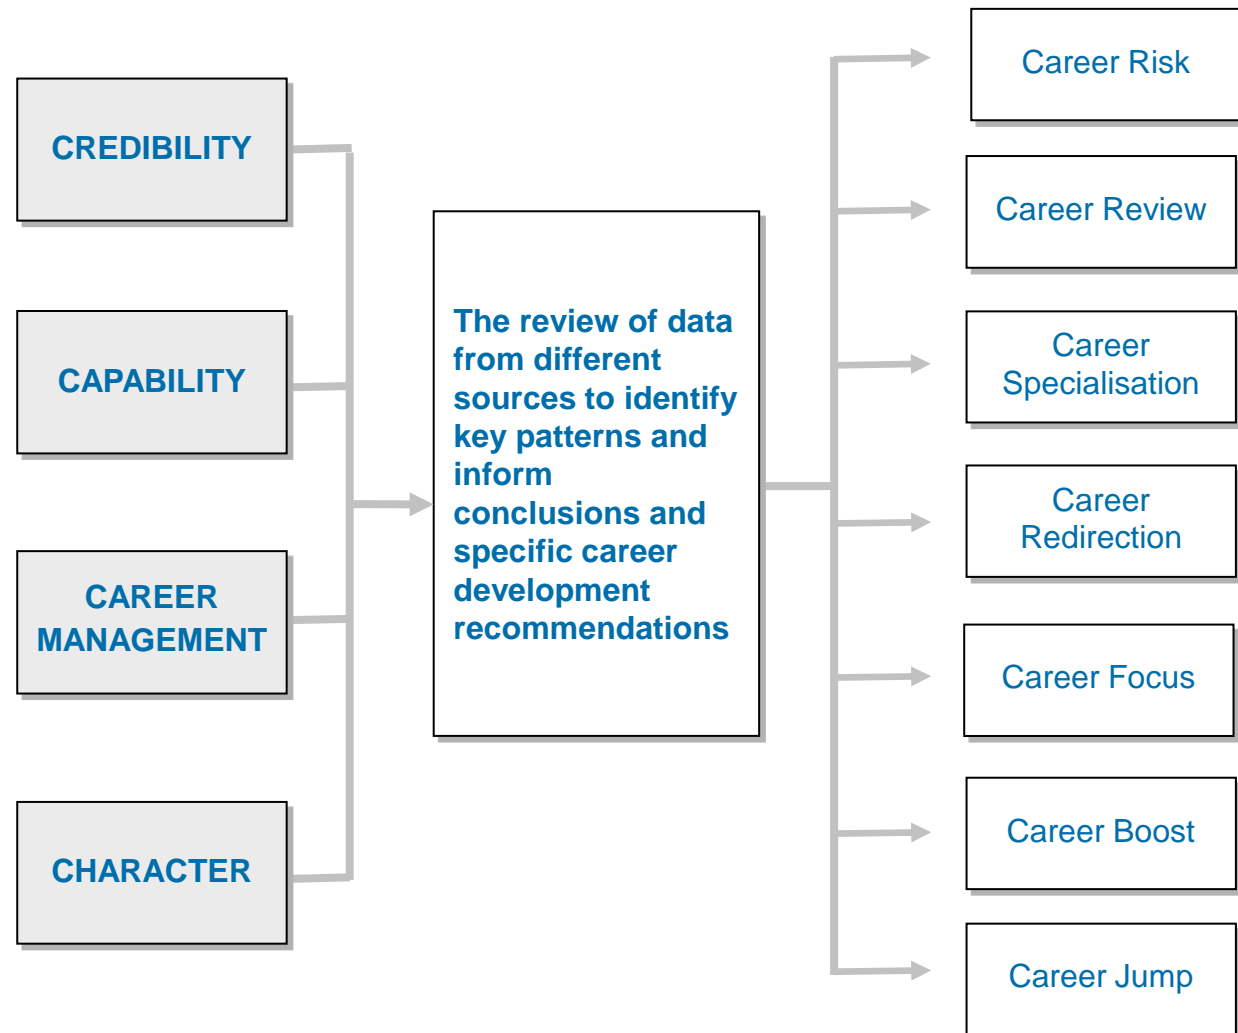 CREDIBILITY
CAPABILITY
CAREER
MANAGEMENT
CHARACTER
The review of data
from different
sources to identify
key patterns and
inform
conclusions and
specific career
development
recommendations
Career Risk
Career Review
Career
Specialisation
Career
Redirection
Career Focus
Career Boost
Career Jump